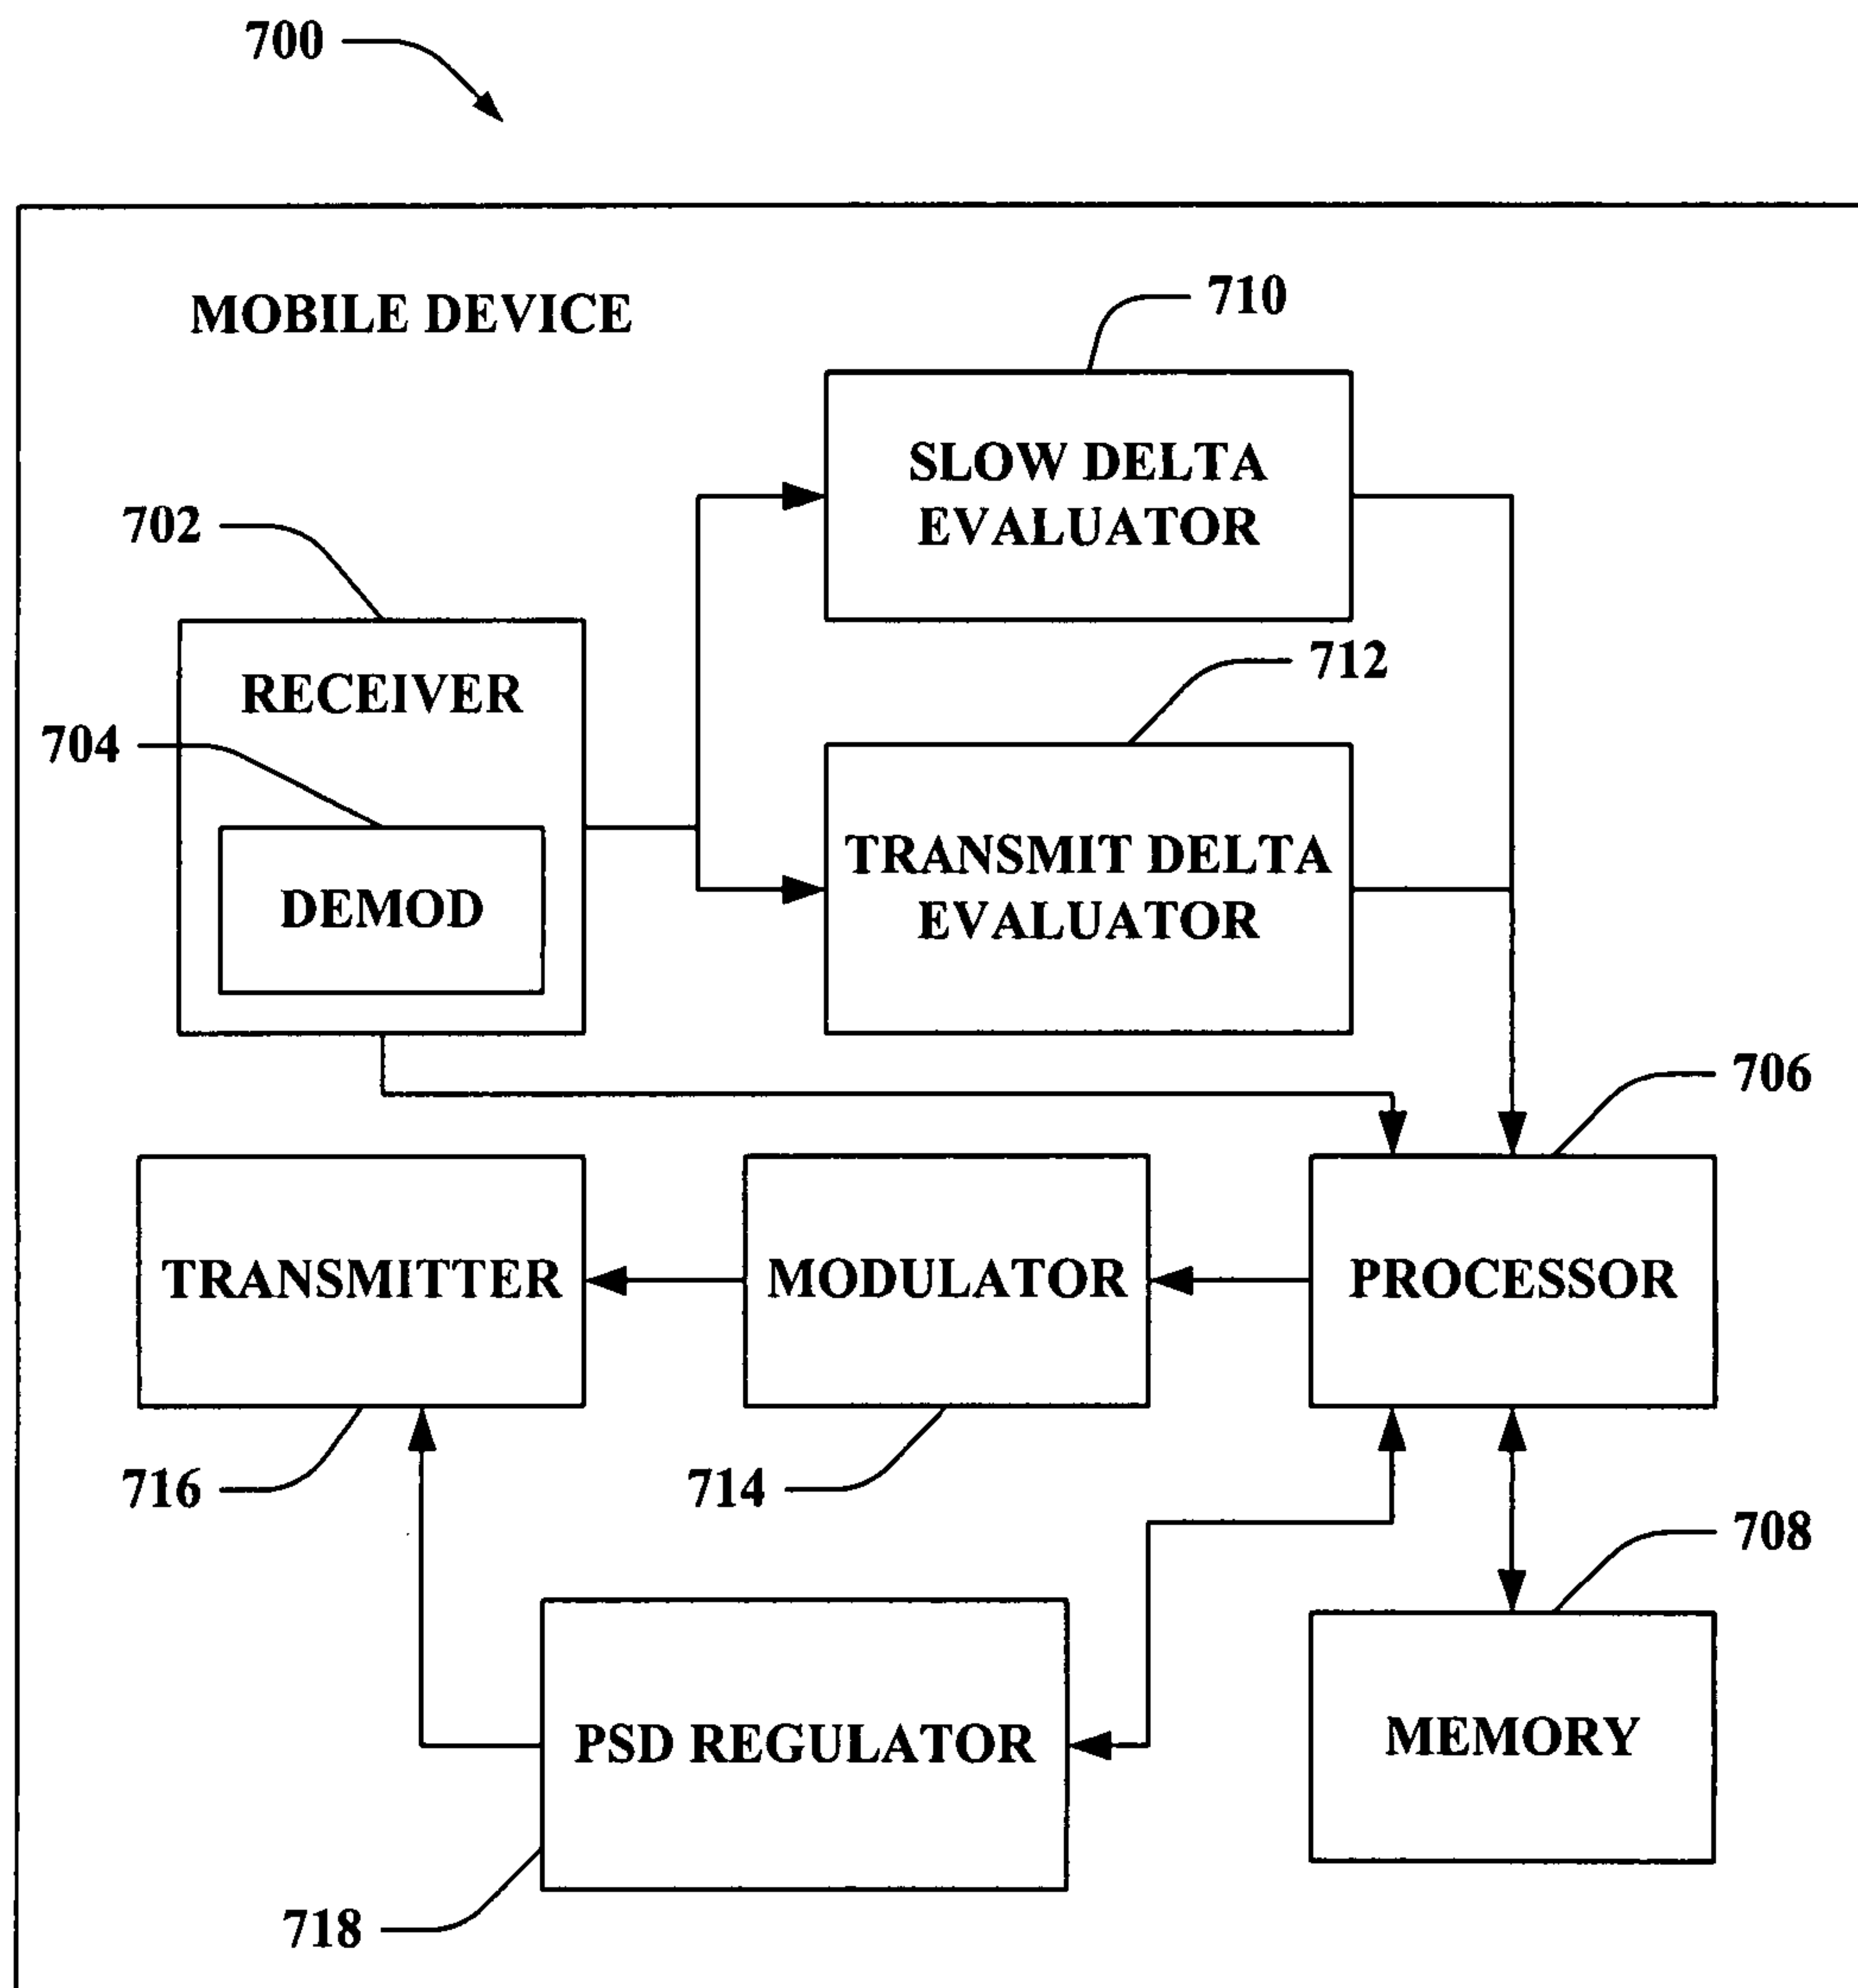 700
MOBILE DEVICE
710
SLOW DELTA
EVALUATOR
702
712
RECEIVER
704
TRANSMIT DELTA
EVALUATOR
DEMOD
706
TRANSMITTER
MODULATOR
PROCESSOR
716
714
708
PSD REGULATOR
MEMORY
718